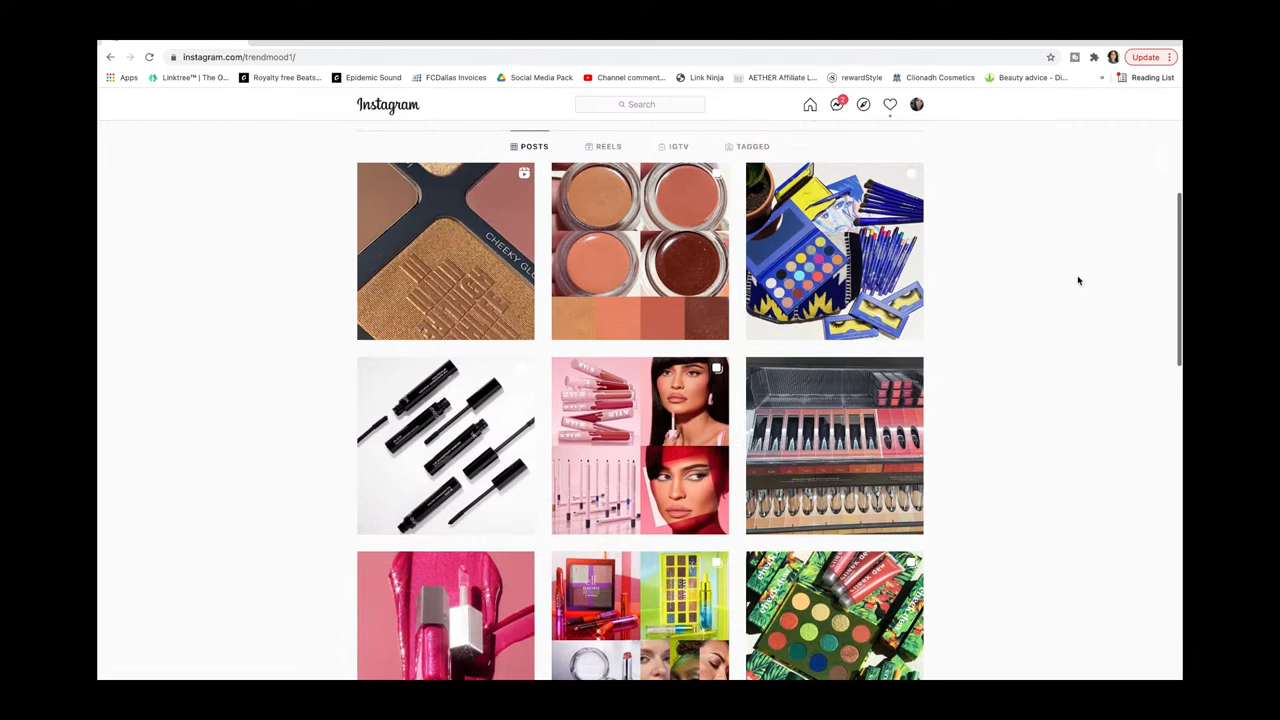 instagram.com/trendmood1/
Update
Apps
Linktree™ | The O...
Royalty free Beats...
Epidemic Sound
FCDallas Invoices
Social Media Pack
Channel comment...
Link Ninja
AETHER Affiliate L...
rewardStyle
Clionadh Cosmetics
Beauty advice - Di...
»
Reading List
Instagram
Search
2
POSTS
REELS
IGTV
TAGGED
CHEEKY GLO